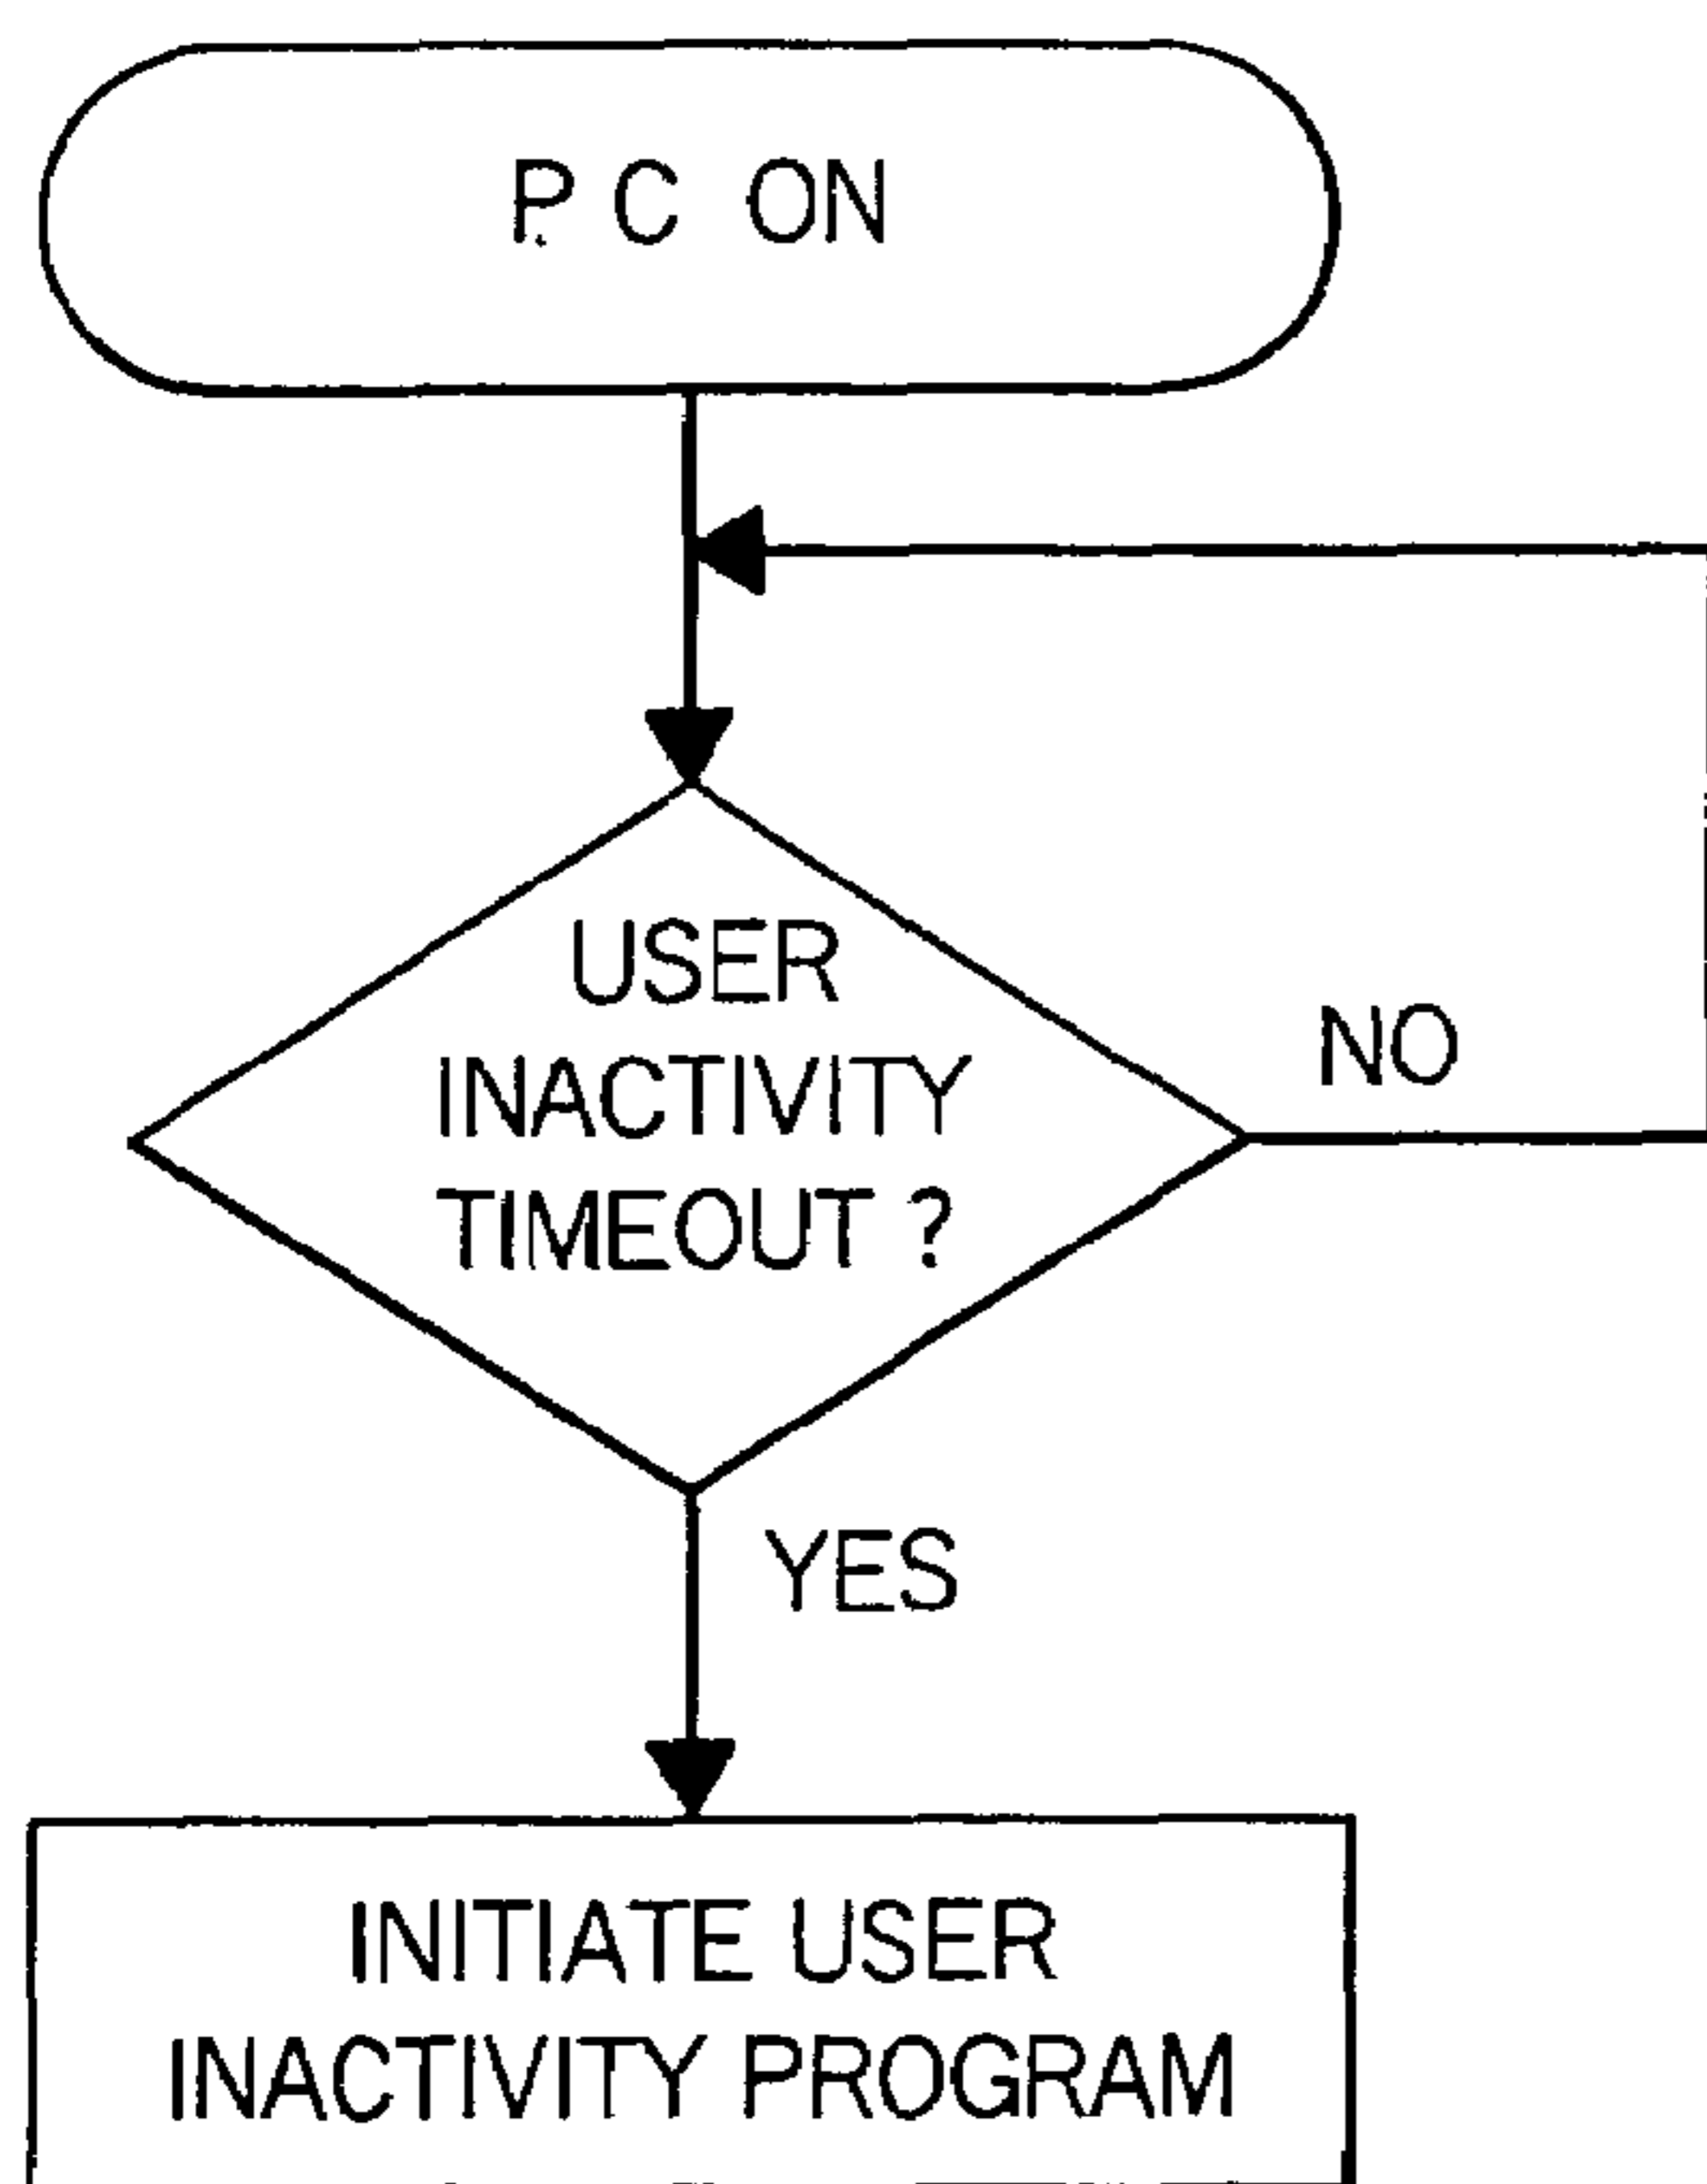 P. C ON
USER
INACTIVITY
TIMEOUT ?
NO
YES
INITIATE USER
INACTIVITY PROGRAM